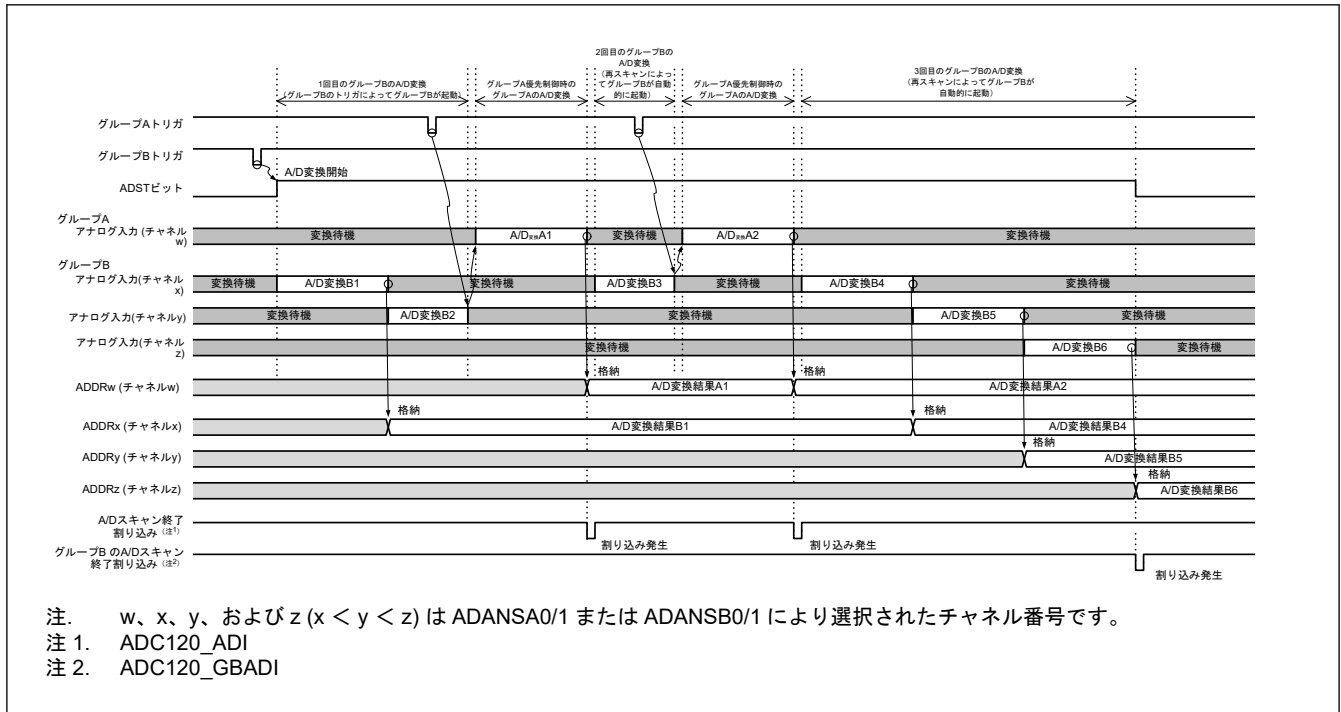 1回目のグループBのA/D変換
(グループBのトリガによってグループBが起動)
グループA優先制御時の
グループAのA/D変換
2回目のグループBの
A/D変換
(再スキャンによっ
てグループBが自動
的に起動)
グループA優先制御時の
グループAのA/D変換
3回目のグループBのA/D変換
(再スキャンによってグループBが
自動的に起動)
グループAトリガ
グループBトリガ
A/D変換開始
ADSTビット
グループA
アナログ入力 (チャネル
w)
変換待機
A/D変換A1
変換待機
A/D変換A2
変換待機
グループB
アナログ入力(チャネル
x)
変換待機
A/D変換B1
変換待機
A/D変換B3
変換待機
A/D変換B4
変換待機
アナログ入力(チャネルy)
変換待機
A/D変換B2
変換待機
A/D変換B5
変換待機
アナログ入力(チャネル
z)
変換待機
A/D変換B6
変換待機
格納
格納
ADDRw (チャネルw)
A/D変換結果A1
A/D変換結果A2
格納
格納
ADDRx (チャネルx)
A/D変換結果B1
A/D変換結果B4
格納
ADDRy (チャネルy)
A/D変換結果B5
格納
ADDRz (チャネルz)
A/D変換結果B6
A/Dスキャン終了
割り込み (注1)
割り込み発生
割り込み発生
グループB のA/Dスキャン
終了割り込み (注2)
割り込み発生
注. w、x、y、および z (x < y < z) は ADANSA0/1 または ADANSB0/1 により選択されたチャネル番号です。
注 1. ADC120_ADI
注 2. ADC120_GBADI